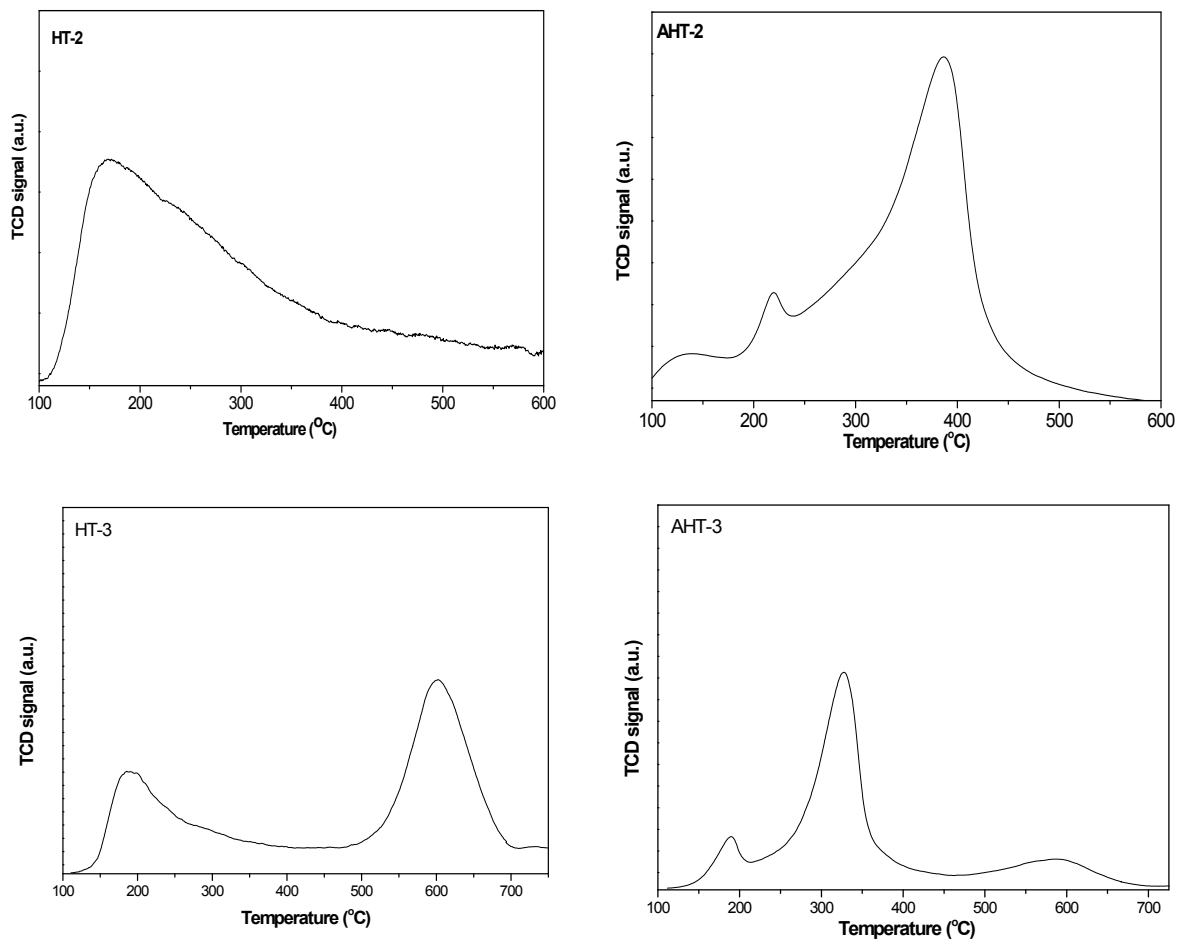 HT-2
TCD signal (a.u.)
100 200 300 400 500 600
Temperature (OC)
AHT-2
TCD signal (a.u.)
100 200 300 400 500 600
Temperature (oC)
HT-3
TCD signal (a.u.)
100 200 300 400 500 600 700
Temperature (oC)
AHT-3
TCD signal (a.u.)
100 200 300 400 500 600 700
Temperature (oC)